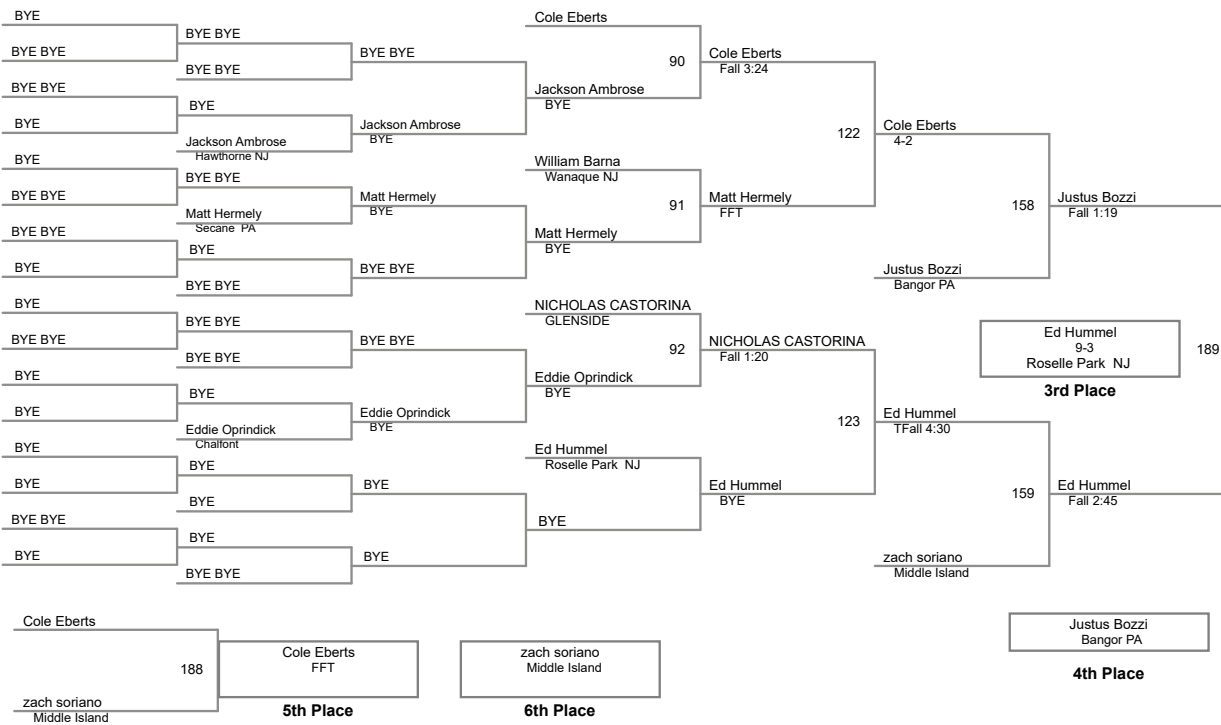 BYE
BYE BYE
BYE BYE
BYE
BYE
BYE BYE
BYE BYE
BYE
BYE
BYE BYE
BYE
BYE
BYE
BYE
BYE BYE
BYE
BYE BYE
BYE BYE
BYE
Jackson Ambrose
Hawthorne NJ
BYE BYE
Matt Hermely
Secane PA
BYE
BYE BYE
BYE BYE
BYE BYE
BYE
Eddie Oprindick
Chalfont
BYE
BYE
BYE
BYE BYE
BYE BYE
Jackson Ambrose
BYE
Matt Hermely
BYE
BYE BYE
BYE BYE
Eddie Oprindick
BYE
BYE
BYE
Cole Eberts
90
Jackson Ambrose
BYE
William Barna
Wanaque NJ
91
Matt Hermely
BYE
NICHOLAS CASTORINA
GLENSIDE
92
Eddie Oprindick
BYE
Ed Hummel
Roselle Park NJ
BYE
Cole Eberts
Fall 3:24
122
Matt Hermely
FFT
NICHOLAS CASTORINA
Fall 1:20
123
Ed Hummel
BYE
Cole Eberts
4-2
158
Justus Bozzi
Bangor PA
Ed Hummel
TFall 4:30
159
zach soriano
Middle Island
Justus Bozzi
Fall 1:19
Ed Hummel
9-3
Roselle Park NJ
189
3rd Place
Ed Hummel
Fall 2:45
Cole Eberts
188
zach soriano
Middle Island
Cole Eberts
FFT
5th Place
zach soriano
Middle Island
6th Place
Justus Bozzi
Bangor PA
4th Place